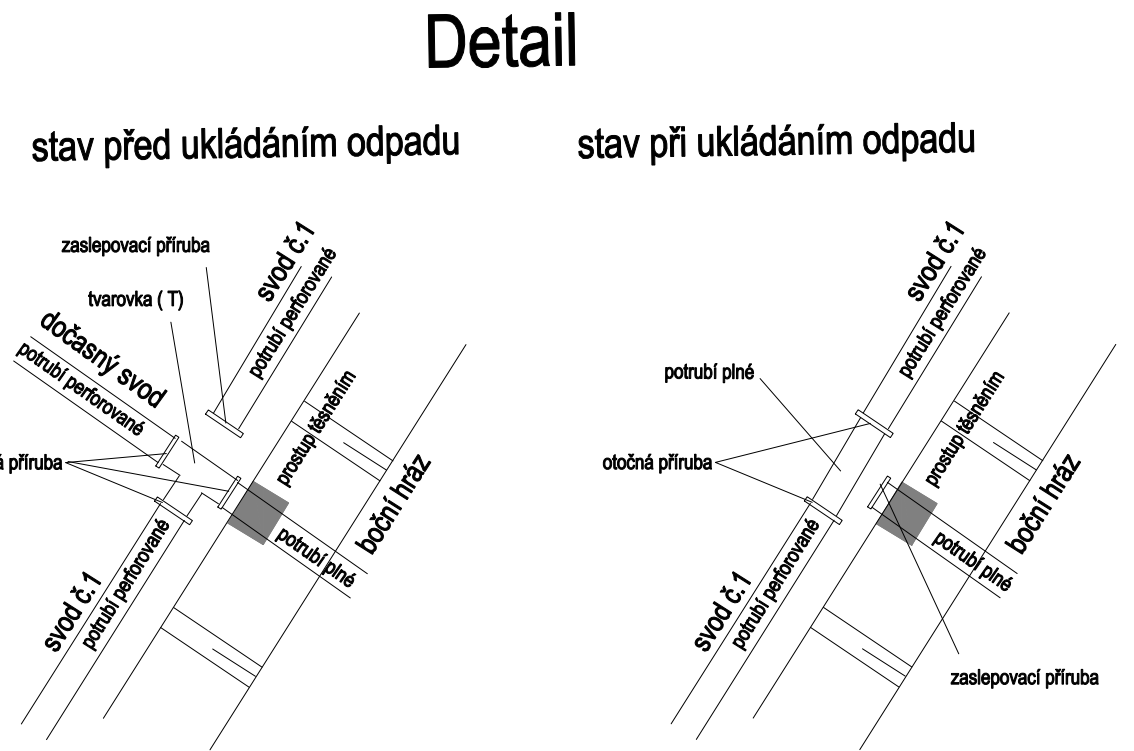 Detail
stav před ukládáním odpadu
zaslepovací příruba
tvarovka ( T)
svod č.1
potrubí perforované
dočasný svod
potrubí perforované
příruba
prostup těsněním
boční hráz
potrubí plné
svod č.1
potrubí perforované
stav při ukládáním odpadu
svod č.1
potrubí perforované
potrubí plné
otočná příruba
prostup těsněním
boční hráz
potrubí plné
svod č.1
potrubí perforované
zaslepovací příruba